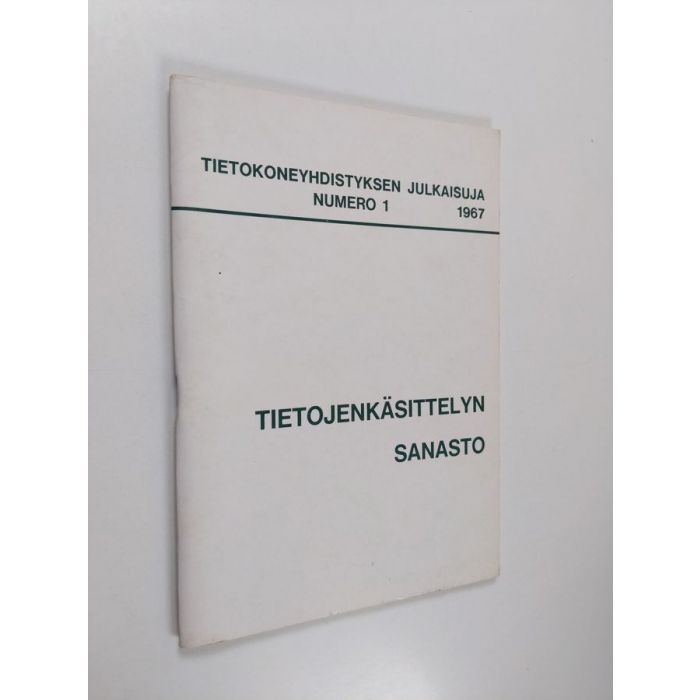 TIETOKONEYHDISTYKSEN JULKAISUJA
NUMERO 1 1967
TIETOJENKÄSITTELYN
SANASTO